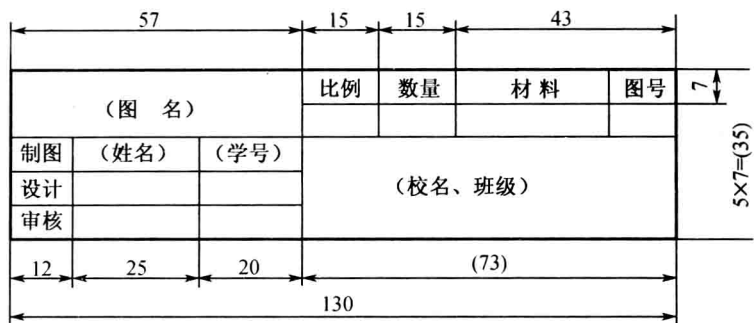 57 15 15 43
比例 数量 材料 图号 7
（图 名）
制图 （姓名） （学号）
设计 （校名、班级） 5×7=(35)
审核
12 25 20 (73)
130